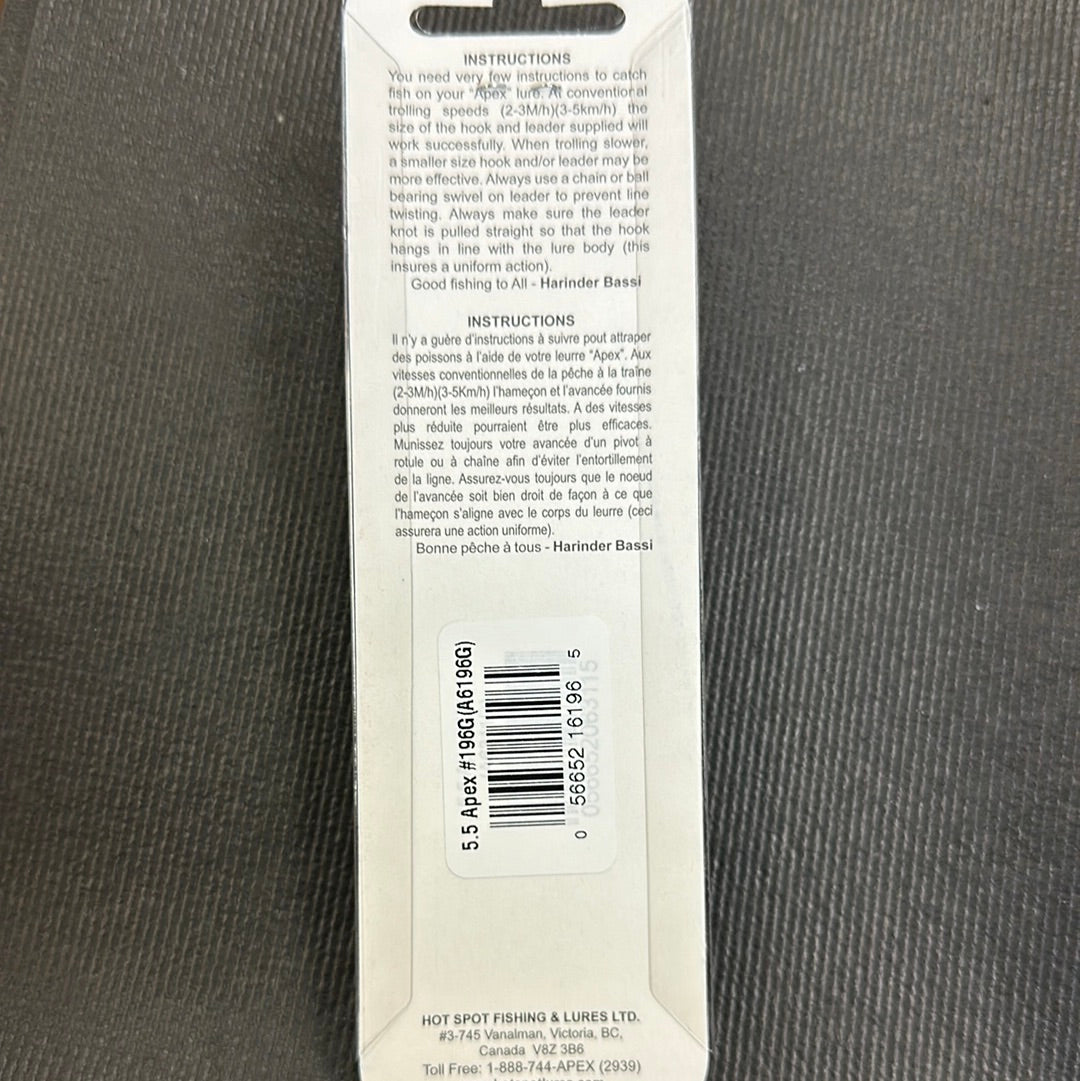 INSTRUCTIONS
You need very few instructions to catch
fish on your "Apex" lure. At conventional
trolling speeds (2-3M/h)(3-5km/h) the
size of the hook and leader supplied will
work successfully. When trolling slower,
a smaller size hook and/or leader may be
more effective. Always use a chain or ball
bearing swivel on leader to prevent line
twisting. Always make sure the leader
knot is pulled straight so that the hook
hangs in line with the lure body (this
insures a uniform action).
Good fishing to All - Harinder Bassi
INSTRUCTIONS
Il n'y a guère d'instructions à suivre pout attraper
des poissons à l'aide de votre leurre "Apex". Aux
vitesses conventionnelles de la pêche à la traîne
(2-3M/h)(3-5Km/h) l'hameçon et l'avancée fournis
donneront les meilleurs résultats. A des vitesses
plus réduite pourraient être plus efficaces.
Munissez toujours votre avancée d'un pivot à
rotule ou à chaîne afin d'éviter l'entortillement
de la ligne. Assurez-vous toujours que le noeud
de l'avancée soit bien droit de façon à ce que
l'hameçon s'aligne avec le corps du leurre (ceci
assurera une action uniforme).
Bonne pêche à tous - Harinder Bassi
5.5 Apex #196G(A6196G)
0 56652 16196 5
HOT SPOT FISHING & LURES LTD.
#3-745 Vanalman, Victoria, BC,
Canada V8Z 3B6
Toll Free: 1-888-744-APEX (2939)